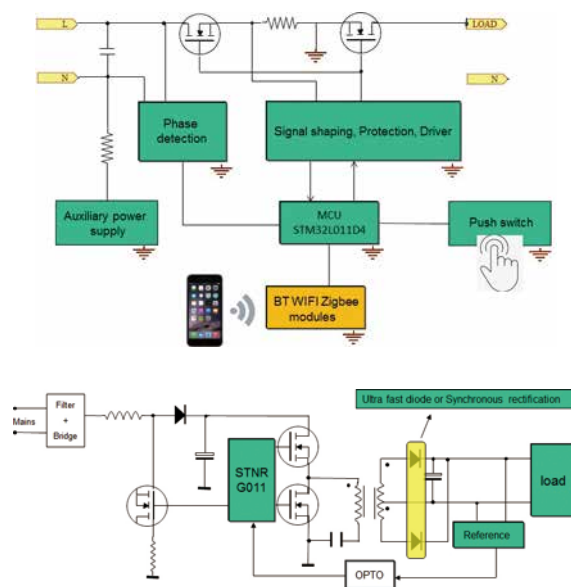 L
LOAD
N
N
Phase
detection
Signal shaping, Protection, Driver
Auxiliary power
supply
MCU
STM32L011D4
Push switch
BT WIFI Zigbee
modules
Ultra fast diode or Synchronous rectification
Filter
+
Bridge
Mains
STNR
G011
load
Reference
OPTO